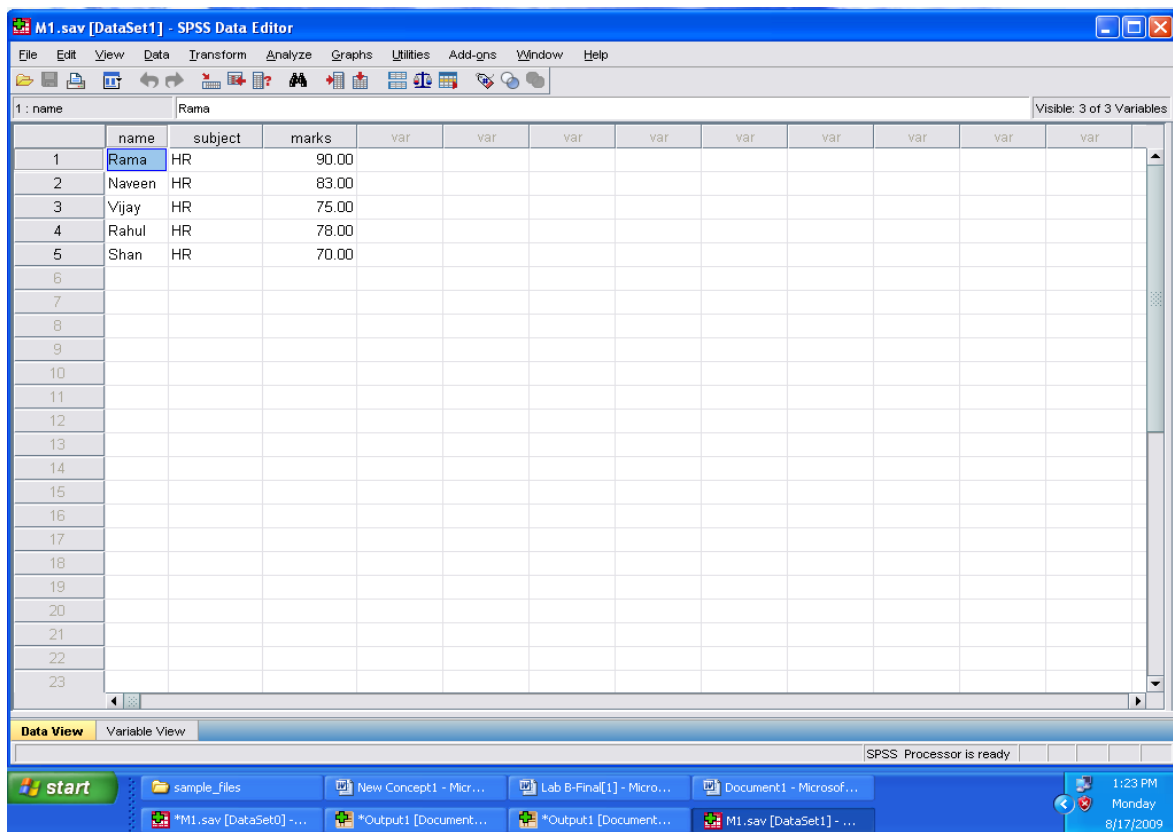 M1.sav [DataSet1] - SPSS Data Editor
File Edit View Data Transform Analyze Graphs Utilities Add-ons Window Help
1 : name Rama Visible: 3 of 3 Variables
name subject marks var var var var var var var var var
1 Rama HR 90.00
2 Naveen HR 83.00
3 Vijay HR 75.00
4 Rahul HR 78.00
5 Shan HR 70.00
6
7
8
9
10
11
12
13
14
15
16
17
18
19
20
21
22
23
Data View Variable View
SPSS Processor is ready
start sample_files New Concept1 - Micr... Lab B-Final[1] - Micro... Document1 - Microsof... 1:23 PM
Monday
*M1.sav [DataSet0] -... *Output1 [Document... *Output1 [Document... M1.sav [DataSet1] - ... 8/17/2009